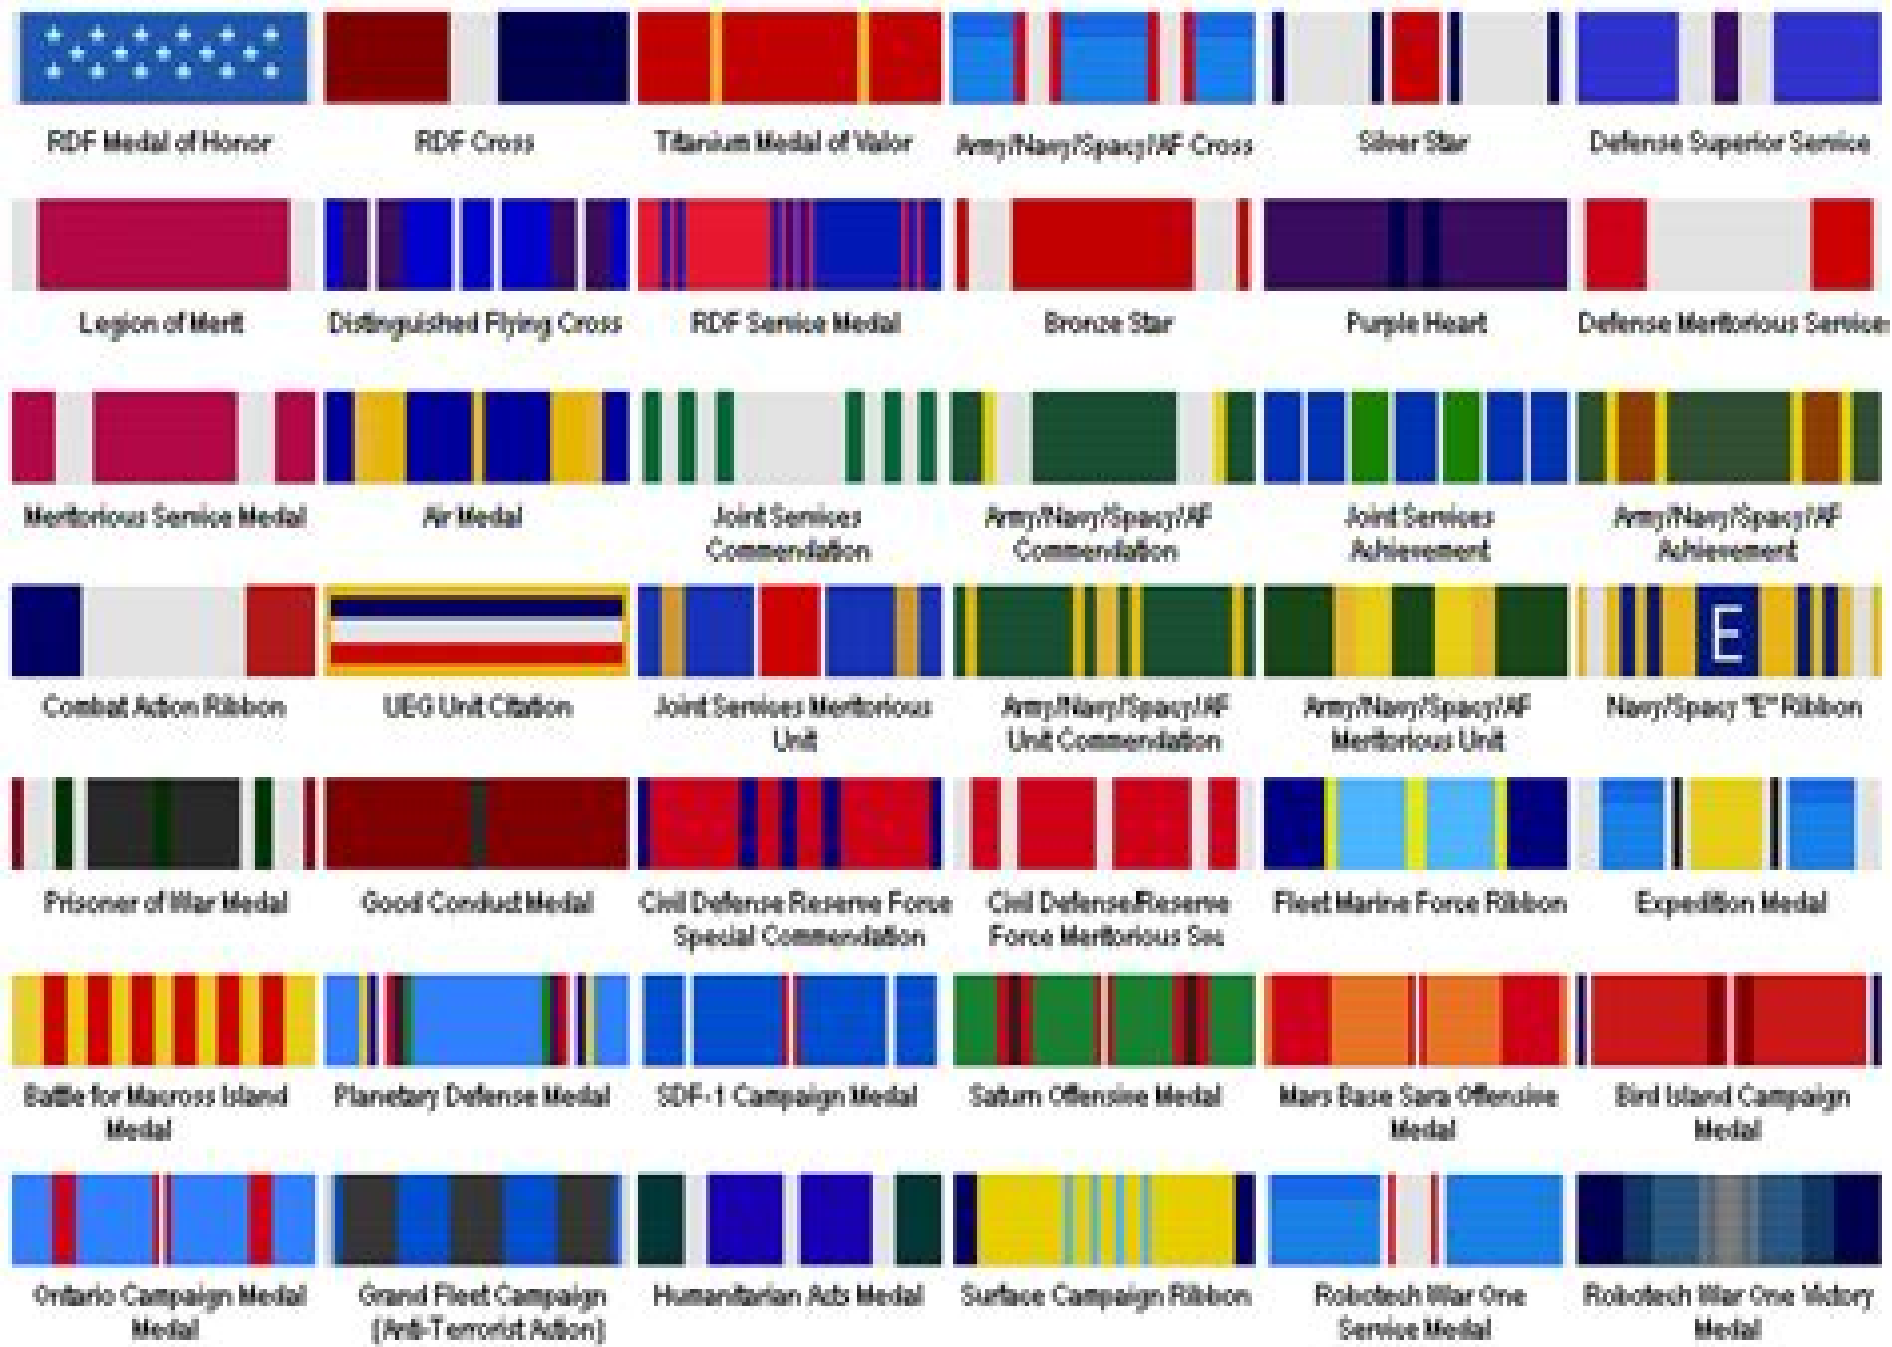 RDF Medal of Honor
RDF Cross
Titanium Medal of Valor
Army/Navy/Spacy/AF Cross
Silver Star
Defense Superior Service
Legion of Merit
Distinguished Flying Cross
RDF Service Medal
Bronze Star
Purple Heart
Defense Meritorious Service
Meritorious Service Medal
Air Medal
Joint Services
Commendation
Army/Navy/Spacy/AF
Commendation
Joint Services
Achievement
Army/Navy/Spacy/AF
Achievement
Combat Action Ribbon
UEG Unit Citation
Joint Services Meritorious
Unit
Army/Navy/Spacy/AF
Unit Commendation
Army/Navy/Spacy/AF
Meritorious Unit
E
Navy/Spacy "E" Ribbon
Prisoner of War Medal
Good Conduct Medal
Civil Defense Reserve Force
Special Commendation
Civil Defense/Reserve
Force Meritorious Svc
Fleet Marine Force Ribbon
Expedition Medal
Battle for Macross Island
Medal
Planetary Defense Medal
SDF-1 Campaign Medal
Saturn Offensive Medal
Mars Base Sara Offensive
Medal
Bird Island Campaign
Medal
Ontario Campaign Medal
Medal
Grand Fleet Campaign
(Anti-Terrorist Action)
Humanitarian Acts Medal
Surface Campaign Ribbon
Robotech War One
Service Medal
Robotech War One Victory
Medal